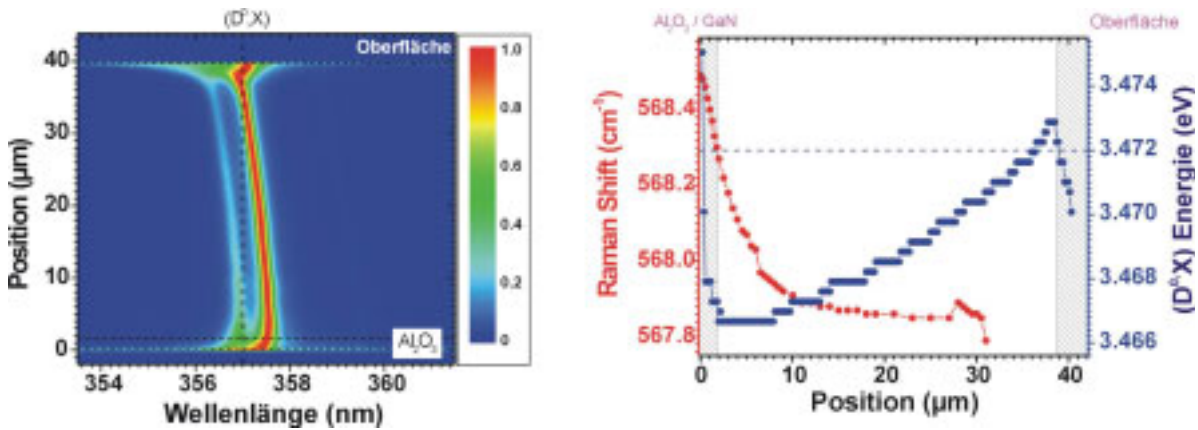 (D⁰,X)
Oberfläche
Al₂O₃
Position (µm)
40
30
20
10
0
354
356
358
360
Wellenlänge (nm)
1.0
0.8
0.6
0.4
0.2
0
Al₂O₃ / GaN
Oberfläche
Raman Shift (cm⁻¹)
568.4
568.2
568.0
567.8
0
10
20
30
40
Position (µm)
3.474
3.472
3.470
3.468
3.466
(D⁰,X) Energie (eV)